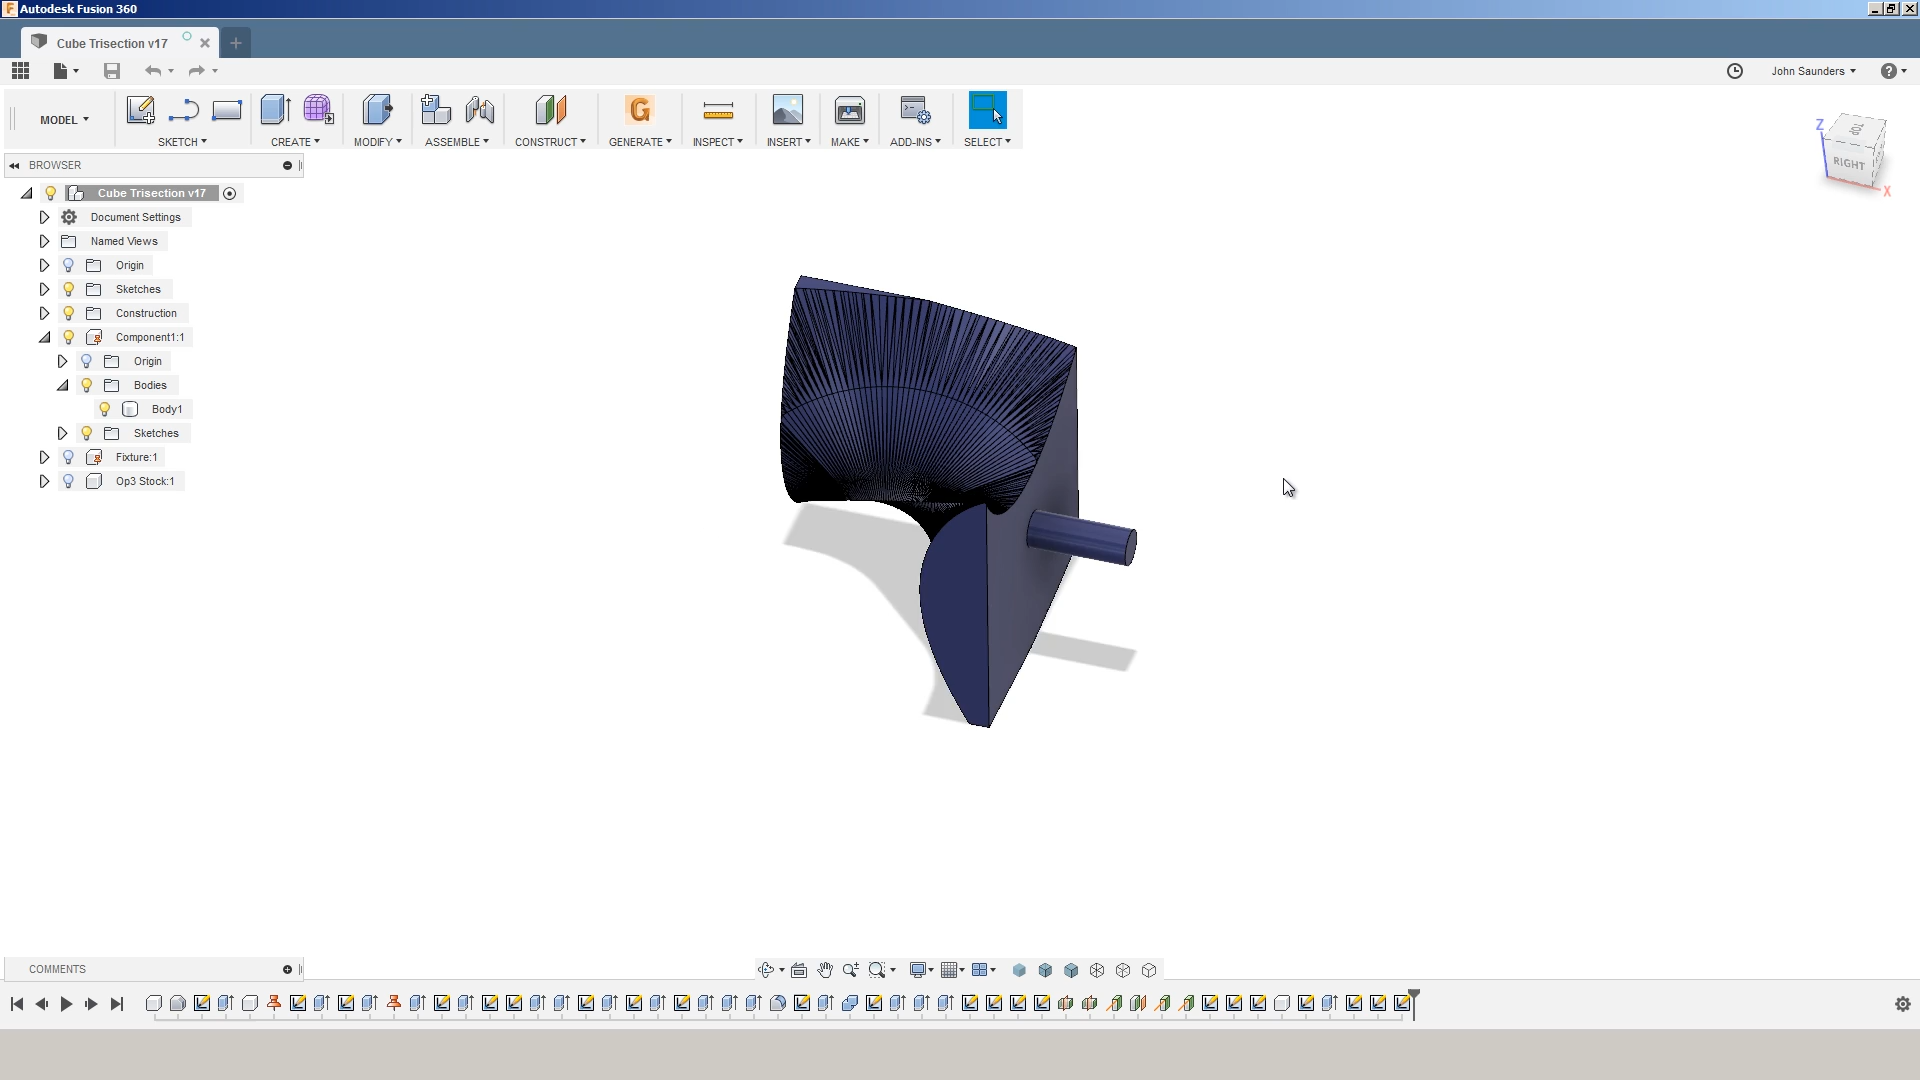 Autodesk Fusion 360
Cube Trisection v17
John Saunders
MODEL
SKETCH
CREATE
MODIFY
ASSEMBLE
CONSTRUCT
GENERATE
INSPECT
INSERT
MAKE
ADD-INS
SELECT
BROWSER
Cube Trisection v17
Document Settings
Named Views
Origin
Sketches
Construction
Component1:1
Origin
Bodies
Body1
Sketches
Fixture:1
Op3 Stock:1
Z
TOP
RIGHT
X
COMMENTS